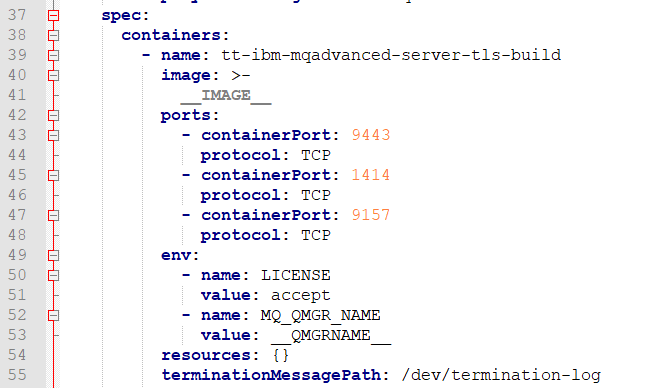 37 spec:
38 containers:
39 - name: tt-ibm-mqadvanced-server-tls-build
40 image: >-
41 __IMAGE__
42 ports:
43 - containerPort: 9443
44 protocol: TCP
45 - containerPort: 1414
46 protocol: TCP
47 - containerPort: 9157
48 protocol: TCP
49 env:
50 - name: LICENSE
51 value: accept
52 - name: MQ_QMGR_NAME
53 value: __QMGRNAME__
54 resources: {}
55 terminationMessagePath: /dev/termination-log